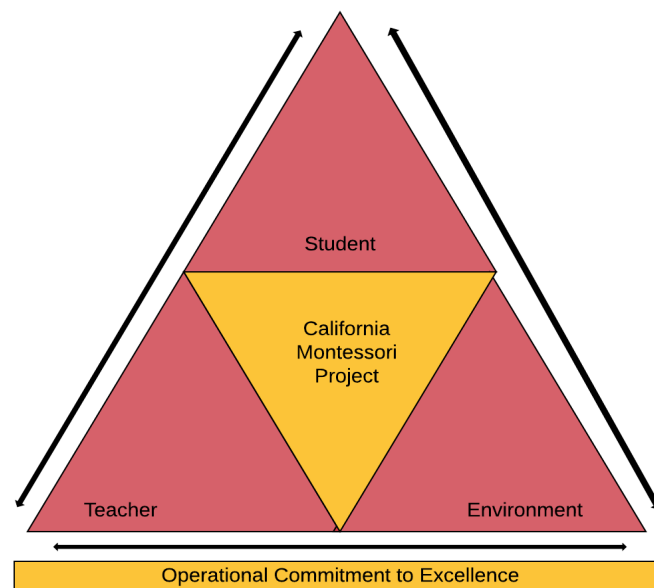 Student
California
Montessori
Project
Teacher
Environment
Operational Commitment to Excellence